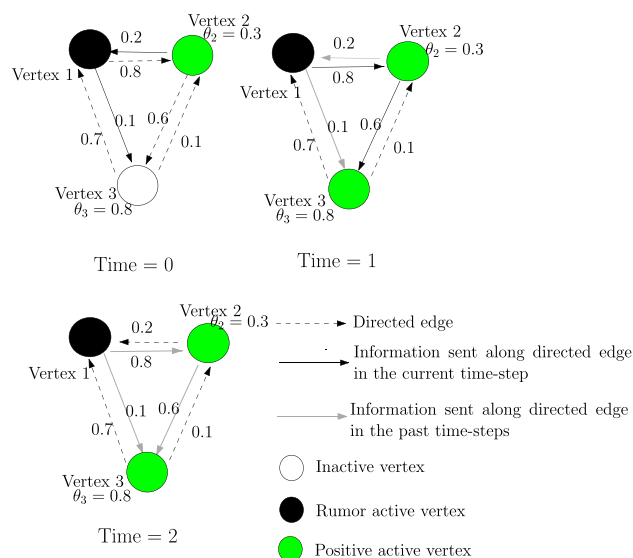 Vertex 2
θ₂ = 0.3
0.2
0.8
Vertex 1
0.1
0.6
0.7
0.1
Vertex 3
θ₃ = 0.8
Time = 0
Vertex 2
θ₂ = 0.3
0.2
0.8
Vertex 1
0.1
0.6
0.7
0.1
Vertex 3
θ₃ = 0.8
Time = 1
Vertex 2
θ₂ = 0.3
0.2
0.8
Vertex 1
0.1
0.6
0.7
0.1
Vertex 3
θ₃ = 0.8
Time = 2
Directed edge
Information sent along directed edge
in the current time-step
Information sent along directed edge
in the past time-steps
Inactive vertex
Rumor active vertex
Positive active vertex